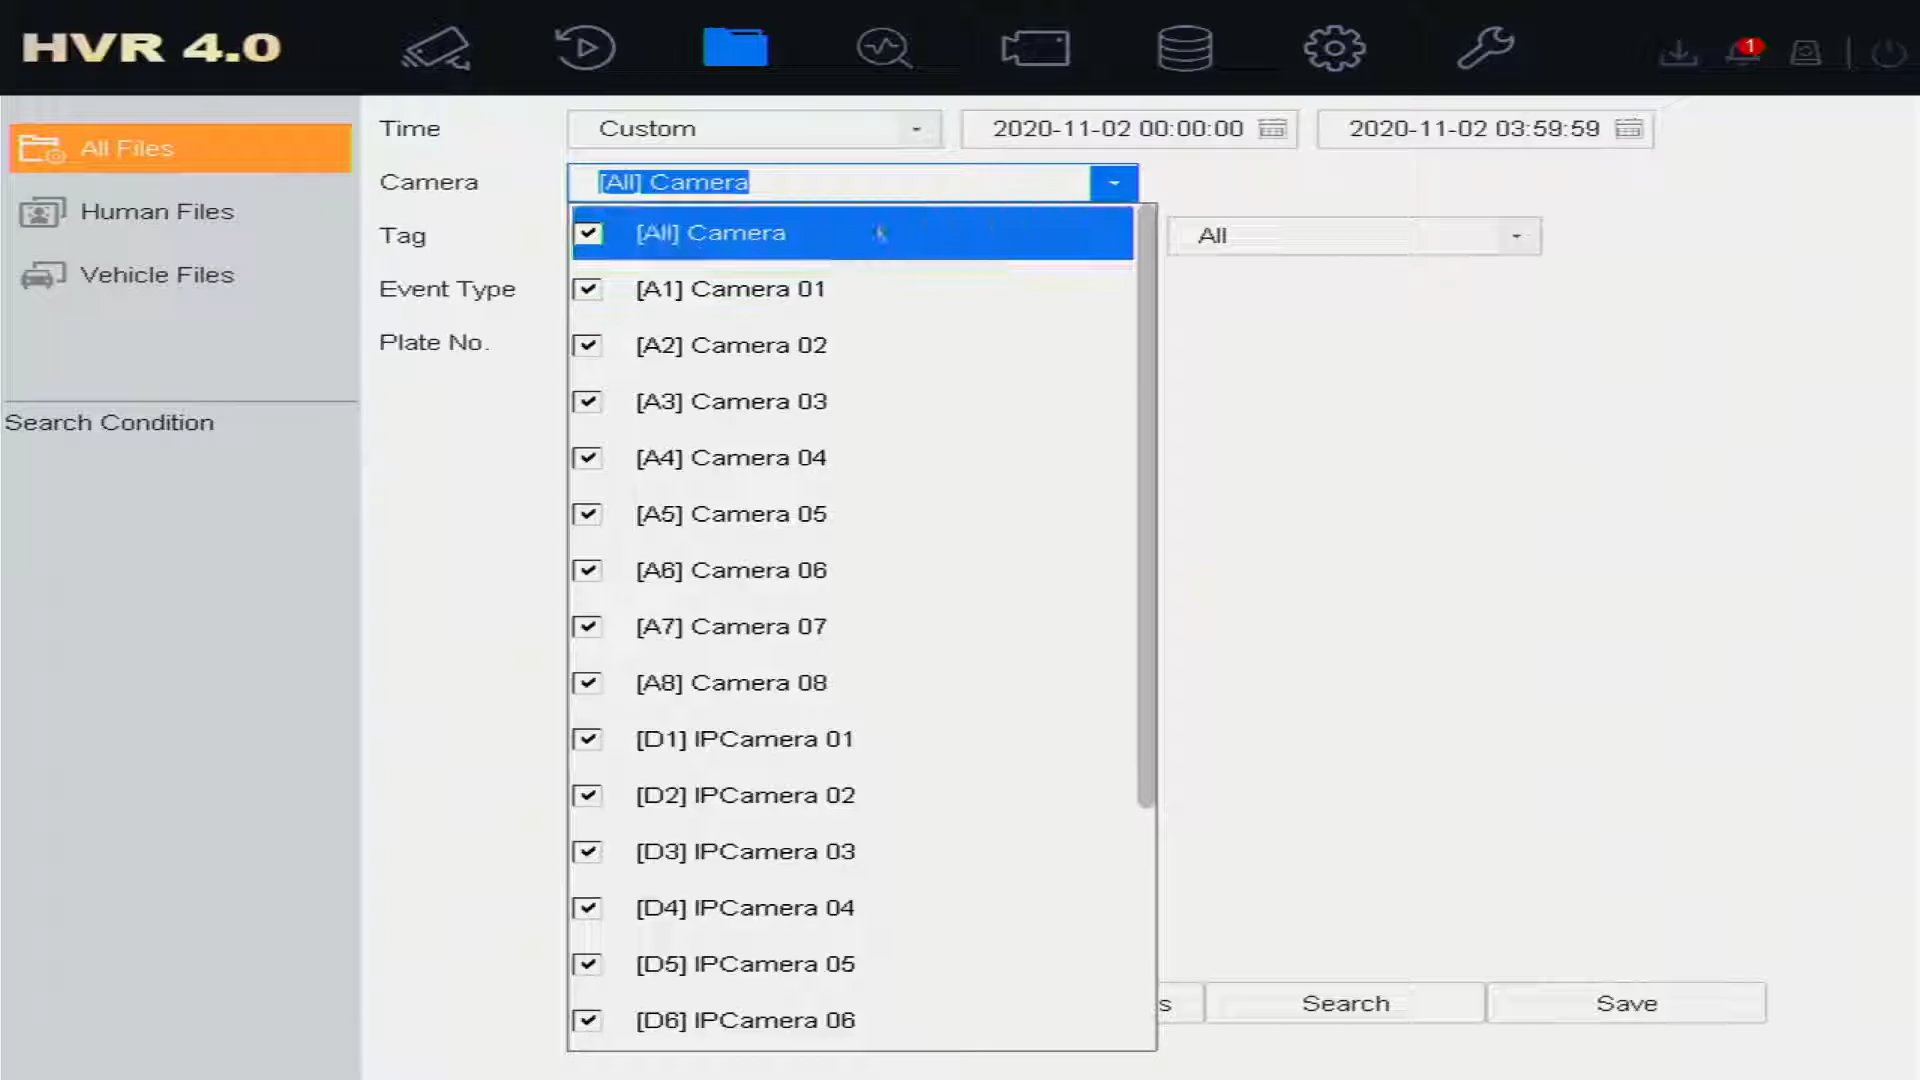 HVR 4.0
1
All Files
Human Files
Vehicle Files
Search Condition
Time
Custom
2020-11-02 00:00:00
2020-11-02 03:59:59
Camera
[All] Camera
Tag
All
Event Type
Plate No.
[All] Camera
[A1] Camera 01
[A2] Camera 02
[A3] Camera 03
[A4] Camera 04
[A5] Camera 05
[A6] Camera 06
[A7] Camera 07
[A8] Camera 08
[D1] IPCamera 01
[D2] IPCamera 02
[D3] IPCamera 03
[D4] IPCamera 04
[D5] IPCamera 05
[D6] IPCamera 06
s
Search
Save